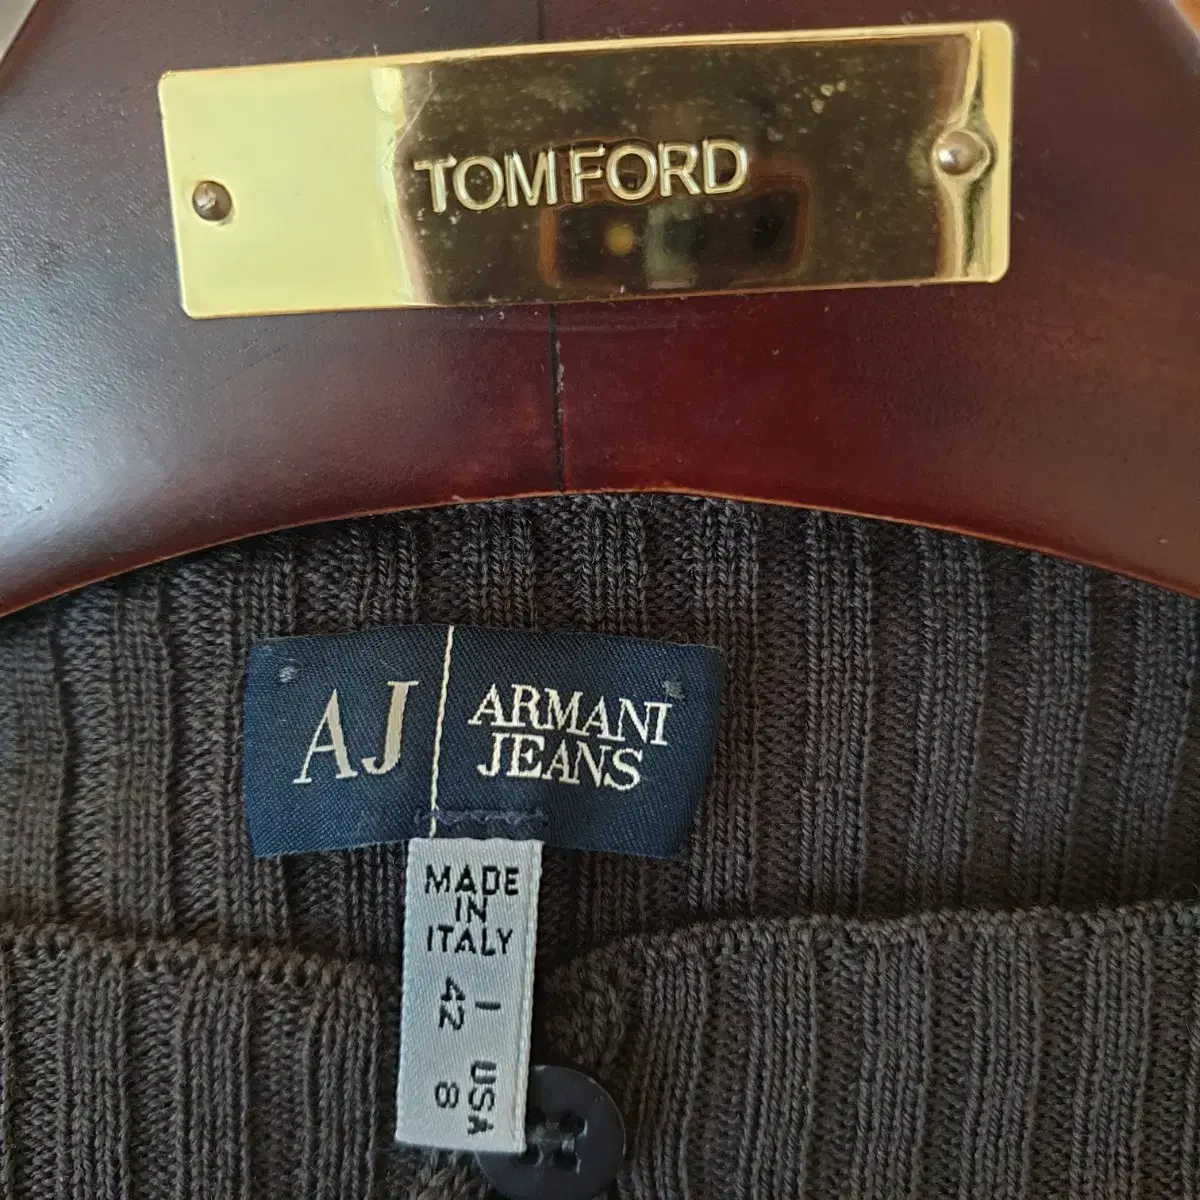 TOM FORD
AJ
ARMANI
JEANS
MADE
IN
ITALY
I USA
42 8